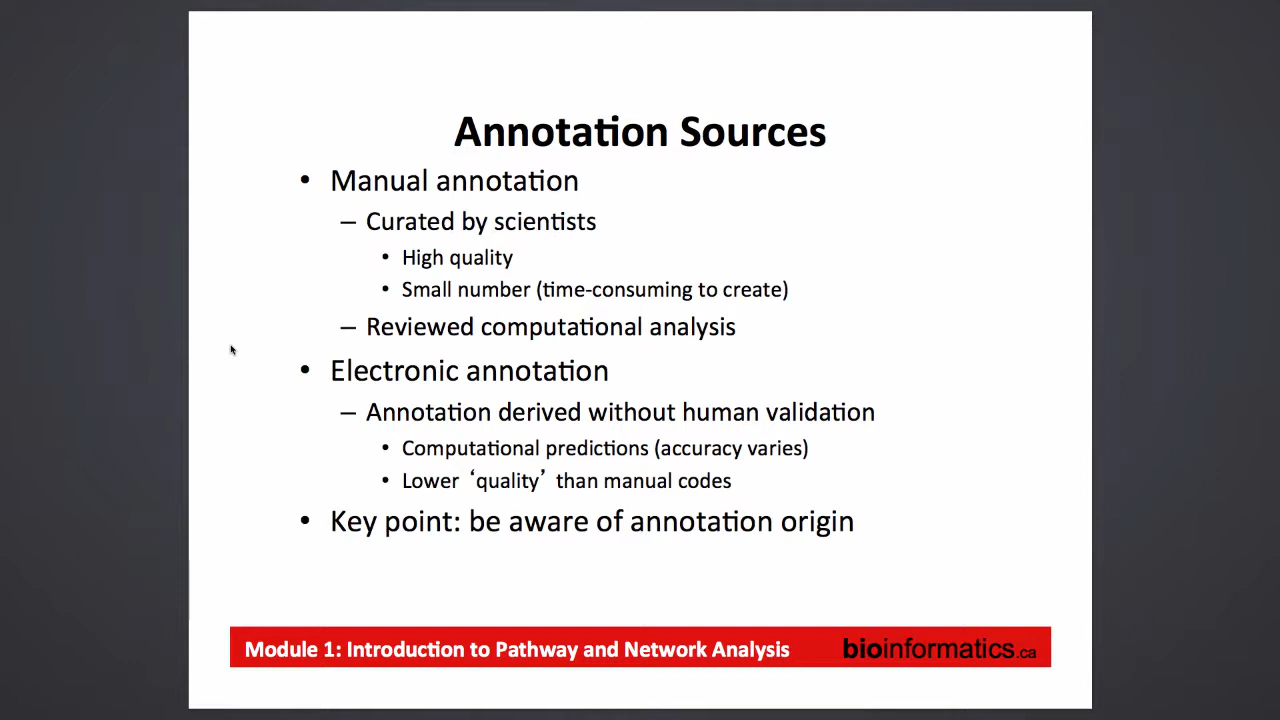 Annotation Sources
• Manual annotation
– Curated by scientists
• High quality
• Small number (time-consuming to create)
– Reviewed computational analysis
• Electronic annotation
– Annotation derived without human validation
• Computational predictions (accuracy varies)
• Lower ‘quality’ than manual codes
• Key point: be aware of annotation origin
Module 1: Introduction to Pathway and Network Analysis
bioinformatics.ca